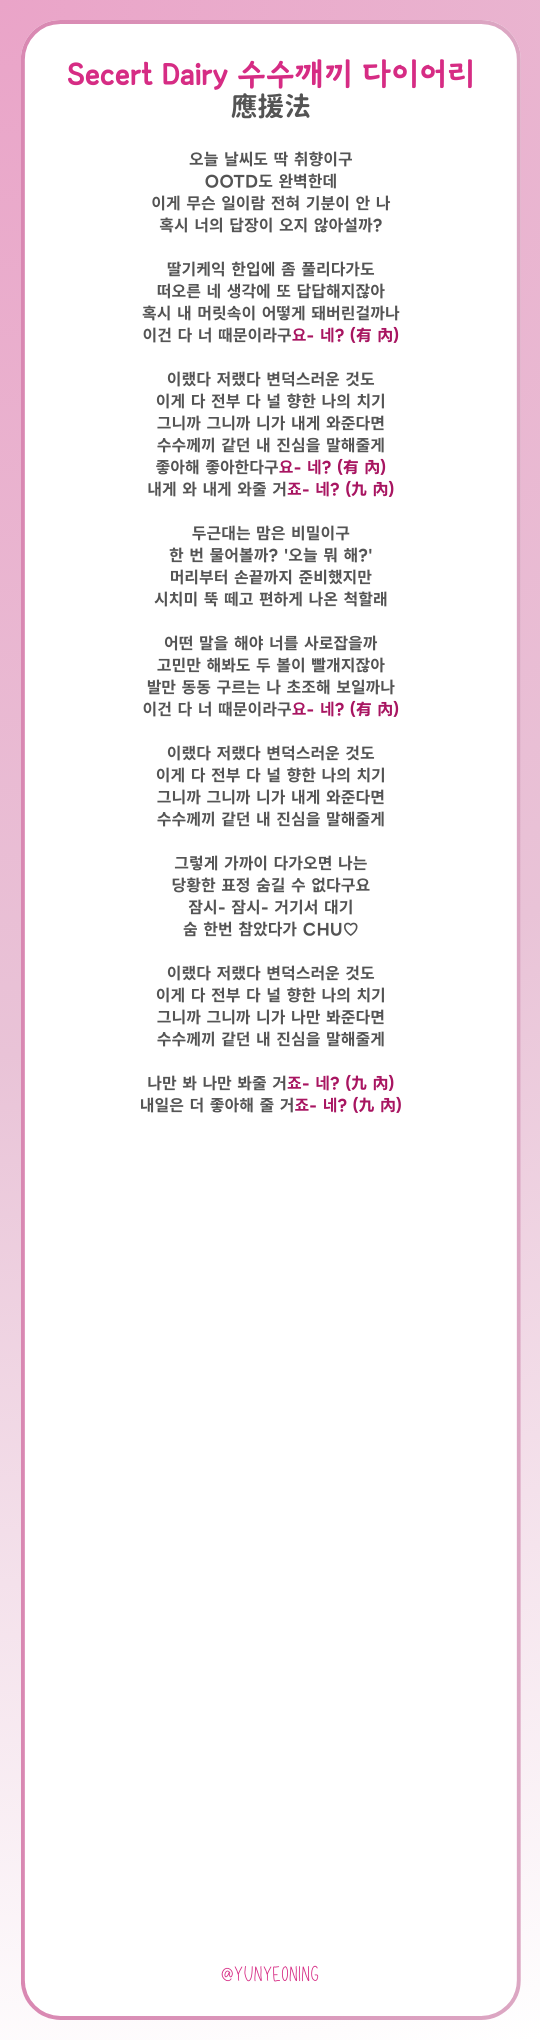 Secert Dairy 수수깨끼 다이어리
應援法
오늘 날씨도 딱 취향이구
OOTD도 완벽한데
이게 무슨 일이람 전혀 기분이 안 나
혹시 너의 답장이 오지 않아설까?
딸기케익 한입에 좀 풀리다가도
떠오른 네 생각에 또 답답해지잖아
혹시 내 머릿속이 어떻게 돼버린걸까나
이건 다 너 때문이라구요- 네? (有 內)
이랬다 저랬다 변덕스러운 것도
이게 다 전부 다 널 향한 나의 치기
그니까 그니까 니가 내게 와준다면
수수께끼 같던 내 진심을 말해줄게
좋아해 좋아한다구요- 네? (有 內)
내게 와 내게 와줄 거죠- 네? (九 內)
두근대는 맘은 비밀이구
한 번 물어볼까? '오늘 뭐 해?'
머리부터 손끝까지 준비했지만
시치미 뚝 떼고 편하게 나온 척할래
어떤 말을 해야 너를 사로잡을까
고민만 해봐도 두 볼이 빨개지잖아
발만 동동 구르는 나 초조해 보일까나
이건 다 너 때문이라구요- 네? (有 內)
이랬다 저랬다 변덕스러운 것도
이게 다 전부 다 널 향한 나의 치기
그니까 그니까 니가 내게 와준다면
수수께끼 같던 내 진심을 말해줄게
그렇게 가까이 다가오면 나는
당황한 표정 숨길 수 없다구요
잠시- 잠시- 거기서 대기
숨 한번 참았다가 CHU♡
이랬다 저랬다 변덕스러운 것도
이게 다 전부 다 널 향한 나의 치기
그니까 그니까 니가 나만 봐준다면
수수께끼 같던 내 진심을 말해줄게
나만 봐 나만 봐줄 거죠- 네? (九 內)
내일은 더 좋아해 줄 거죠- 네? (九 內)
@YUNYEONING